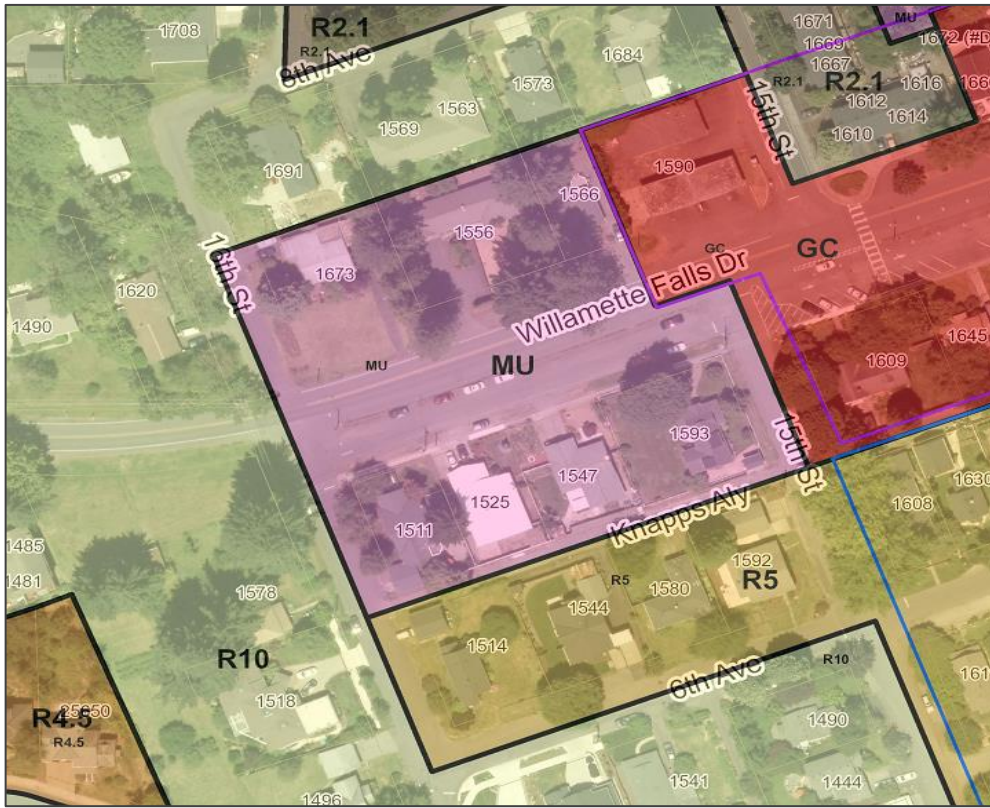 R2.1
1671
MU
1708
R2.1
1669
1672 (#D
8th Ave
1684
1667
R2.1
1573
R2.1
1616
1563
1612
1614
1569
15th St
1610
1590
1691
1566
1556
16th St
GC
GC
1673
Willamette Falls Dr
1620
1490
1645
1609
MU
MU
1593
15th St
1547
1525
Knapps Aly
1608
1630
1511
1485
1592
1481
R5
R5
1580
1578
1544
1514
R10
R10
6th Ave
1518
R4.5
25050
R4.5
1490
1541
1444
1496